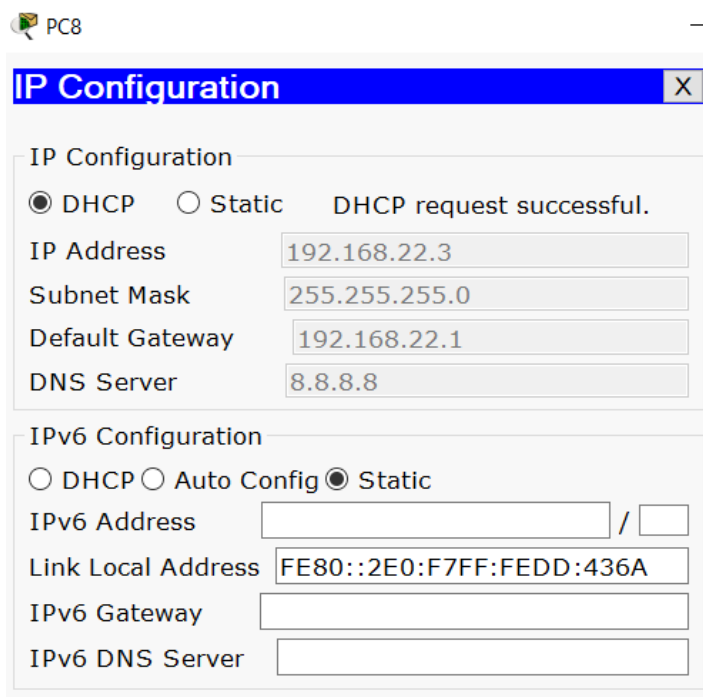 PC8
IP Configuration X
IP Configuration
DHCP Static DHCP request successful.
IP Address 192.168.22.3
Subnet Mask 255.255.255.0
Default Gateway 192.168.22.1
DNS Server 8.8.8.8
IPv6 Configuration
DHCP Auto Config Static
IPv6 Address /
Link Local Address FE80::2E0:F7FF:FEDD:436A
IPv6 Gateway
IPv6 DNS Server